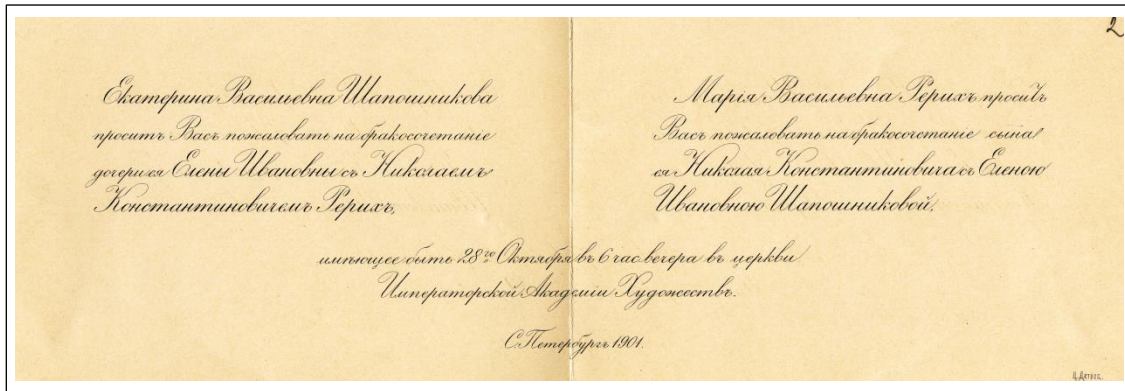 2
Екатерина Васильевна Шапошникова
проситъ Васъ пожаловать на бракосочетаніе
дочери ея Елены Ивановны съ Николаемъ
Константиновичемъ Рерихъ,
Марія Васильевна Рерихъ проситъ
Васъ пожаловать на бракосочетаніе сына
ея Николая Константиновича съ Еленою
Ивановною Шапошниковой,
имѣющее быть 28го Октября въ 6 час. вечера въ церкви
Императорской Академіи Художествъ.
С.Петербургъ 1901.